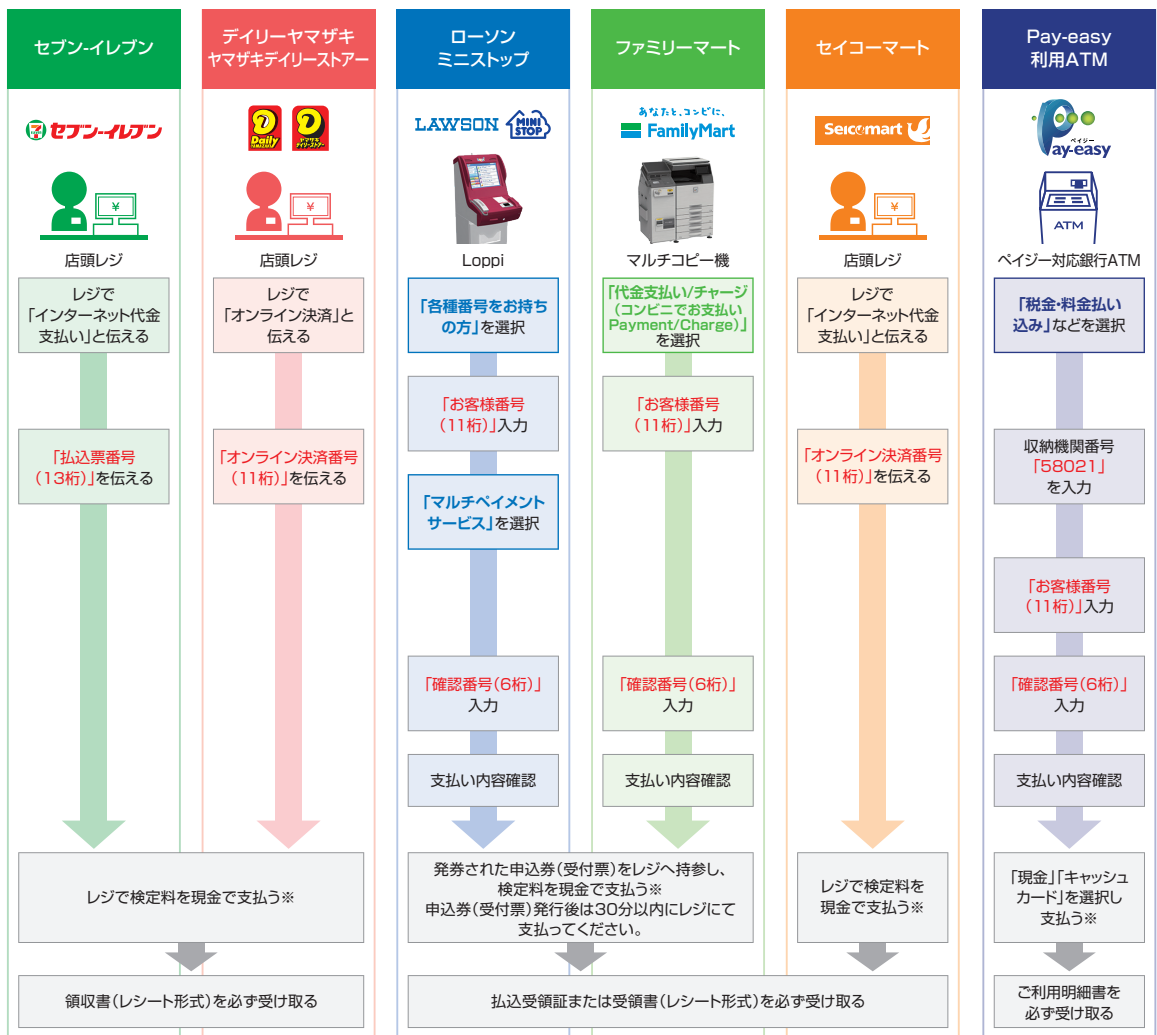 セブン-イレブン
デイリーヤマザキ
ヤマザキデイリーストアー
ローソン
ミニストップ
ファミリーマート
セイコーマート
Pay-easy
利用ATM
セブン-イレブン
Daily
YAMAZAKI
ヤマザキ
デイリーストアー
LAWSON
MINI
STOP
あなたと、コンビに、
FamilyMart
Seicomart
ペイジー
Pay-easy
¥
¥
¥
ATM
店頭レジ
店頭レジ
Loppi
マルチコピー機
店頭レジ
ペイジー対応銀行ATM
レジで
「インターネット代金
支払い」と伝える
「払込票番号
(13桁)」を伝える
レジで
「オンライン決済」と
伝える
「オンライン決済番号
(11桁)」を伝える
「各種番号をお持ち
の方」を選択
「お客様番号
(11桁)」入力
「マルチペイメント
サービス」を選択
「確認番号(6桁)」
入力
支払い内容確認
「代金支払い/チャージ
(コンビニでお支払い
Payment/Charge)」
を選択
「お客様番号
(11桁)」入力
「確認番号(6桁)」
入力
支払い内容確認
レジで
「インターネット代金
支払い」と伝える
「オンライン決済番号
(11桁)」を伝える
「税金・料金払い
込み」などを選択
収納機関番号
「58021」
を入力
「お客様番号
(11桁)」入力
「確認番号(6桁)」
入力
支払い内容確認
レジで検定料を現金で支払う※
発券された申込券(受付票)をレジへ持参し、
検定料を現金で支払う※
申込券(受付票)発行後は30分以内にレジにて
支払ってください。
レジで検定料を
現金で支払う※
「現金」「キャッシュ
カード」を選択し
支払う※
領収書(レシート形式)を必ず受け取る
払込受領証または受領書(レシート形式)を必ず受け取る
ご利用明細書を
必ず受け取る